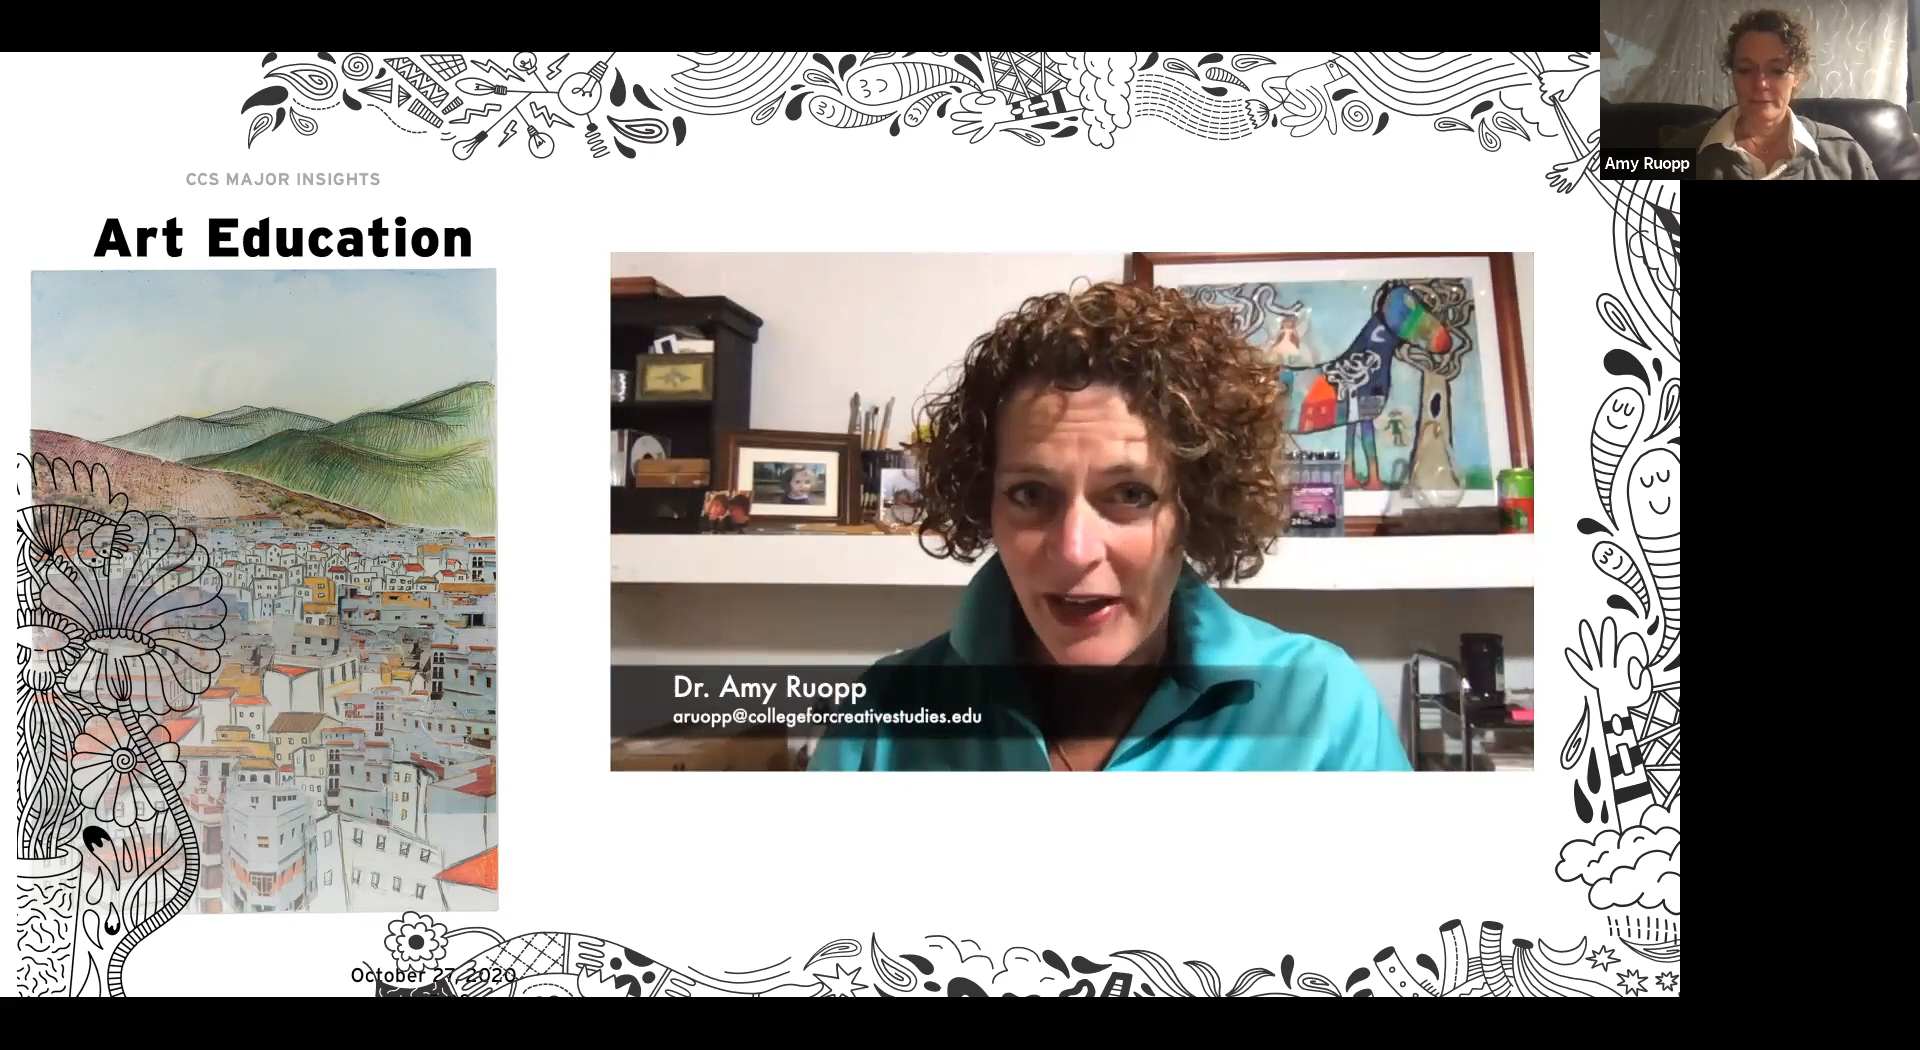 CCS MAJOR INSIGHTS
Art Education
Dr. Amy Ruopp
aruopp@collegeforcreativestudies.edu
October 27, 2020
Amy Ruopp